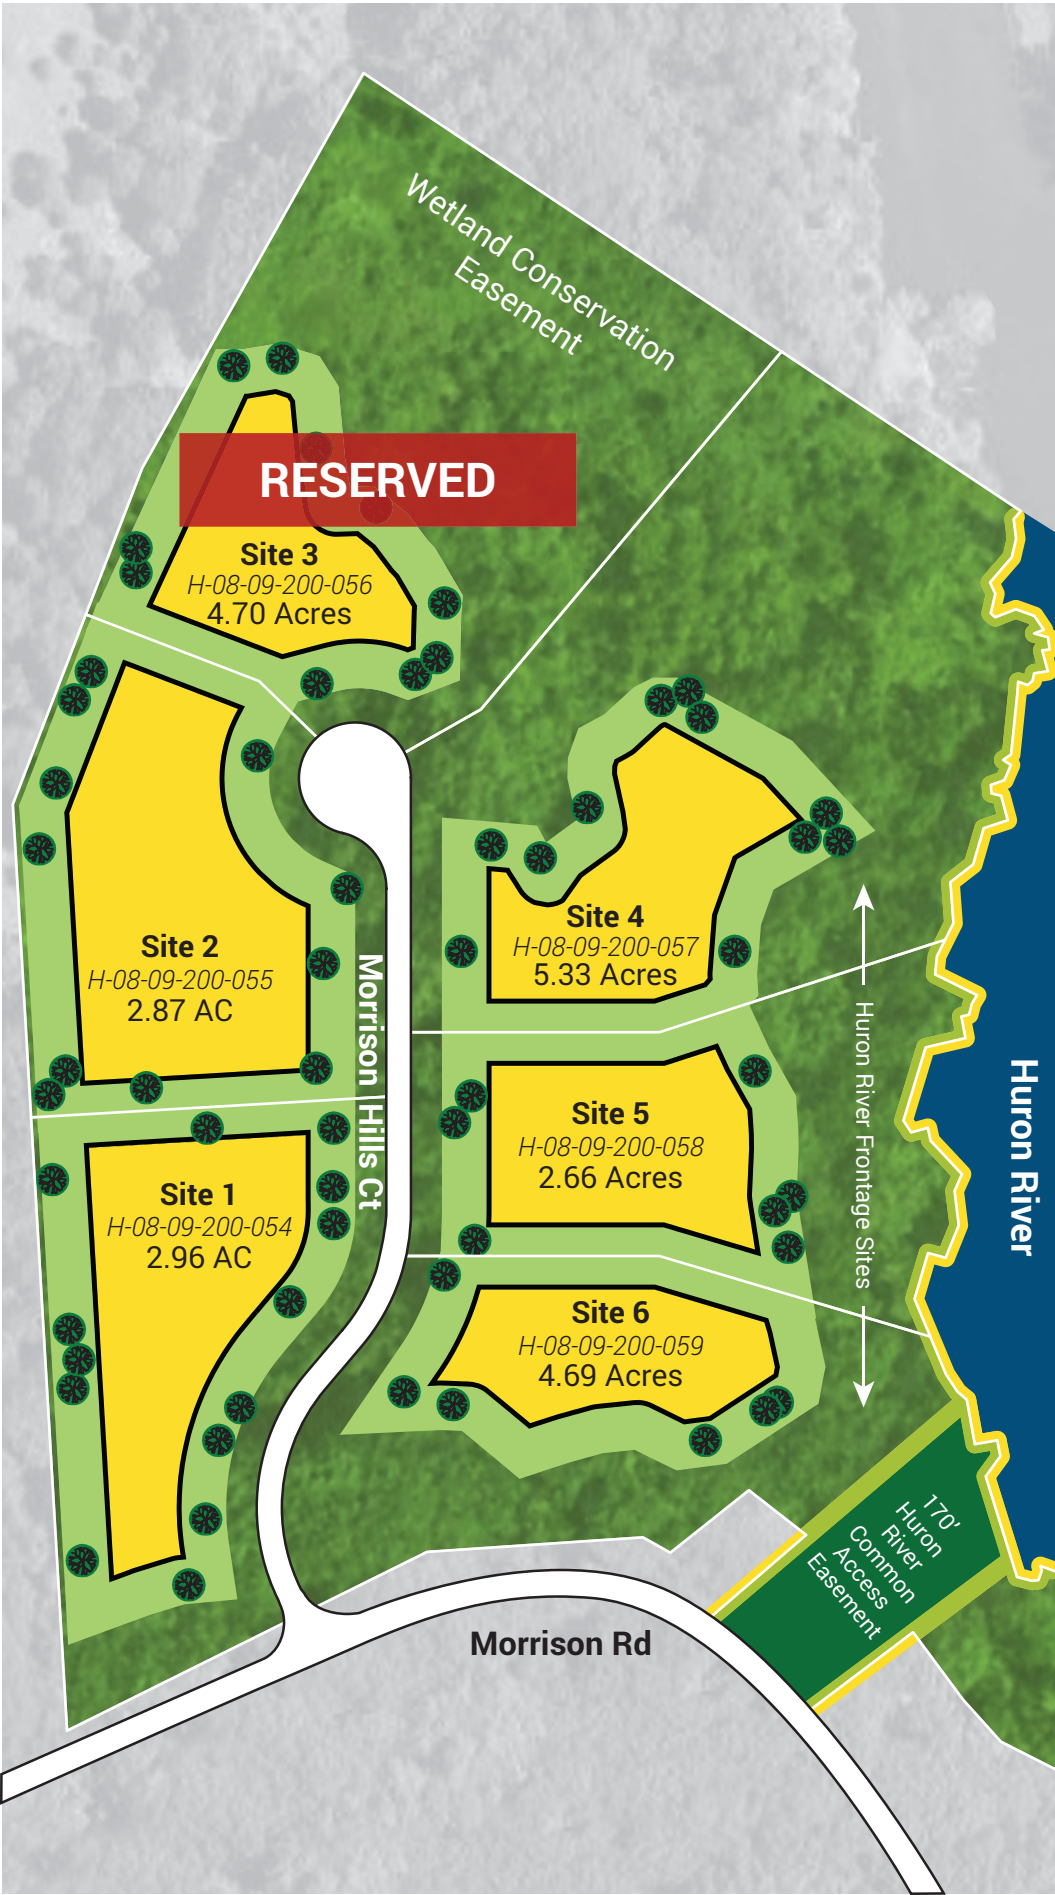 Wetland Conservation
Easement
RESERVED
Site 3
H-08-09-200-056
4.70 Acres
Site 2
H-08-09-200-055
2.87 AC
Site 4
H-08-09-200-057
5.33 Acres
Morrison Hills Ct
Huron River Frontage Sites
Huron River
Site 5
H-08-09-200-058
2.66 Acres
Site 1
H-08-09-200-054
2.96 AC
Site 6
H-08-09-200-059
4.69 Acres
170'
Huron
River
Common
Access
Easement
Morrison Rd